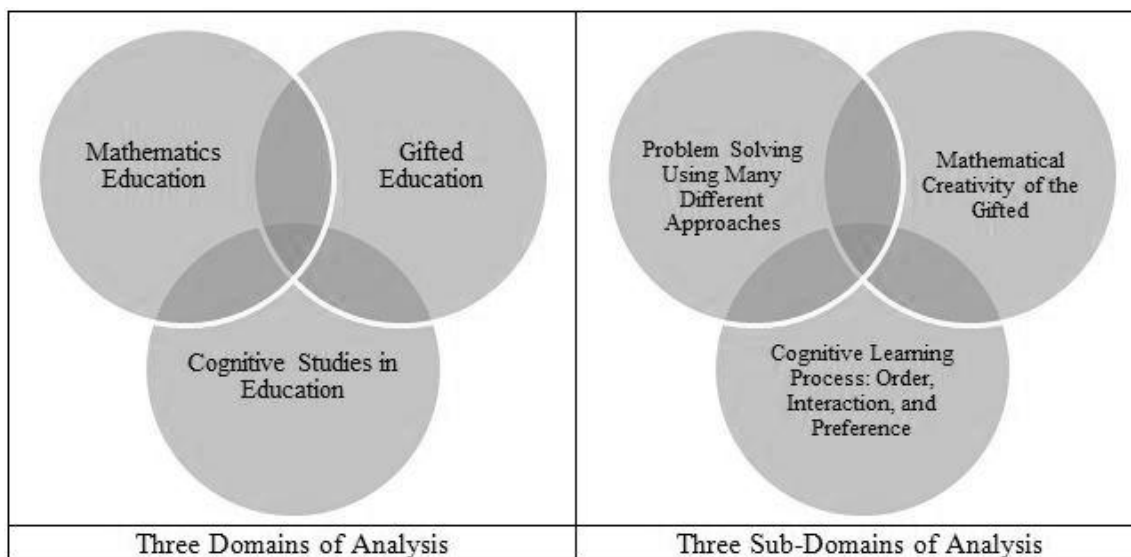 Mathematics
Education
Gifted
Education
Cognitive Studies in
Education
Three Domains of Analysis
Problem Solving
Using Many
Different
Approaches
Mathematical
Creativity of the
Gifted
Cognitive Learning
Process: Order,
Interaction, and
Preference
Three Sub-Domains of Analysis